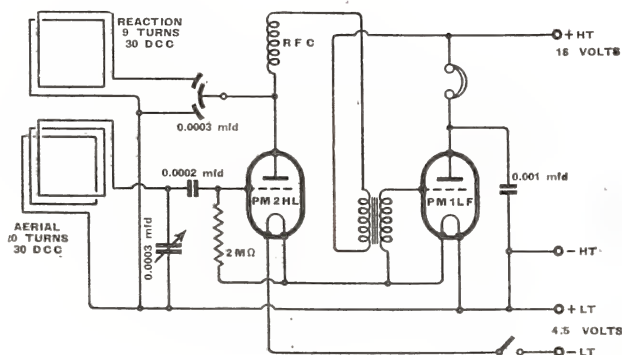 REACTION
9 TURNS
30 DCC
RFC
+ HT
18 VOLTS
0.0003 mfd
0.0002 mfd
PM2HL
PM1LF
0.001 mfd
AERIAL
TURNS
30 DCC
0.0003 mfd
2MΩ
− HT
+ LT
4.5 VOLTS
− LT